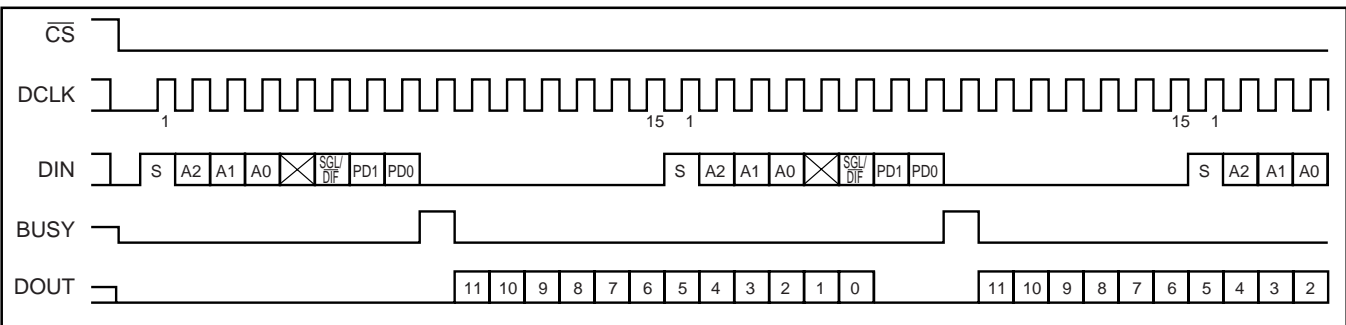 CS
DCLK
1 15 1 15 1
DIN S A2 A1 A0 SGL/DIF PD1 PD0 S A2 A1 A0 SGL/DIF PD1 PD0 S A2 A1 A0
BUSY
DOUT 11 10 9 8 7 6 5 4 3 2 1 0 11 10 9 8 7 6 5 4 3 2